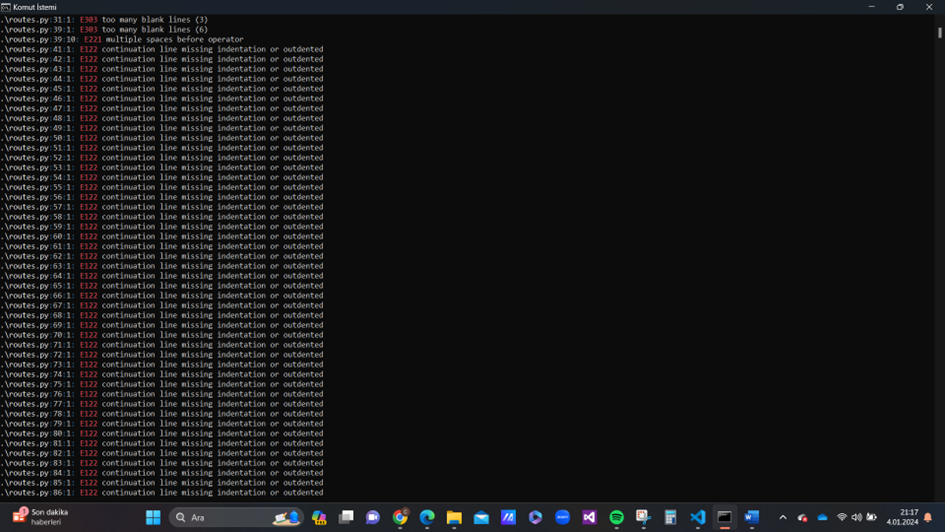 Komut İstemi
.\routes.py:31:1: E303 too many blank lines (3)
.\routes.py:39:1: E303 too many blank lines (6)
.\routes.py:39:10: E221 multiple spaces before operator
.\routes.py:41:1: E122 continuation line missing indentation or outdented
.\routes.py:42:1: E122 continuation line missing indentation or outdented
.\routes.py:43:1: E122 continuation line missing indentation or outdented
.\routes.py:44:1: E122 continuation line missing indentation or outdented
.\routes.py:45:1: E122 continuation line missing indentation or outdented
.\routes.py:46:1: E122 continuation line missing indentation or outdented
.\routes.py:47:1: E122 continuation line missing indentation or outdented
.\routes.py:48:1: E122 continuation line missing indentation or outdented
.\routes.py:49:1: E122 continuation line missing indentation or outdented
.\routes.py:50:1: E122 continuation line missing indentation or outdented
.\routes.py:51:1: E122 continuation line missing indentation or outdented
.\routes.py:52:1: E122 continuation line missing indentation or outdented
.\routes.py:53:1: E122 continuation line missing indentation or outdented
.\routes.py:54:1: E122 continuation line missing indentation or outdented
.\routes.py:55:1: E122 continuation line missing indentation or outdented
.\routes.py:56:1: E122 continuation line missing indentation or outdented
.\routes.py:57:1: E122 continuation line missing indentation or outdented
.\routes.py:58:1: E122 continuation line missing indentation or outdented
.\routes.py:59:1: E122 continuation line missing indentation or outdented
.\routes.py:60:1: E122 continuation line missing indentation or outdented
.\routes.py:61:1: E122 continuation line missing indentation or outdented
.\routes.py:62:1: E122 continuation line missing indentation or outdented
.\routes.py:63:1: E122 continuation line missing indentation or outdented
.\routes.py:64:1: E122 continuation line missing indentation or outdented
.\routes.py:65:1: E122 continuation line missing indentation or outdented
.\routes.py:66:1: E122 continuation line missing indentation or outdented
.\routes.py:67:1: E122 continuation line missing indentation or outdented
.\routes.py:68:1: E122 continuation line missing indentation or outdented
.\routes.py:69:1: E122 continuation line missing indentation or outdented
.\routes.py:70:1: E122 continuation line missing indentation or outdented
.\routes.py:71:1: E122 continuation line missing indentation or outdented
.\routes.py:72:1: E122 continuation line missing indentation or outdented
.\routes.py:73:1: E122 continuation line missing indentation or outdented
.\routes.py:74:1: E122 continuation line missing indentation or outdented
.\routes.py:75:1: E122 continuation line missing indentation or outdented
.\routes.py:76:1: E122 continuation line missing indentation or outdented
.\routes.py:77:1: E122 continuation line missing indentation or outdented
.\routes.py:78:1: E122 continuation line missing indentation or outdented
.\routes.py:79:1: E122 continuation line missing indentation or outdented
.\routes.py:80:1: E122 continuation line missing indentation or outdented
.\routes.py:81:1: E122 continuation line missing indentation or outdented
.\routes.py:82:1: E122 continuation line missing indentation or outdented
.\routes.py:83:1: E122 continuation line missing indentation or outdented
.\routes.py:84:1: E122 continuation line missing indentation or outdented
.\routes.py:85:1: E122 continuation line missing indentation or outdented
.\routes.py:86:1: E122 continuation line missing indentation or outdented
Son dakika
haberleri
Ara
21:17
4.01.2024